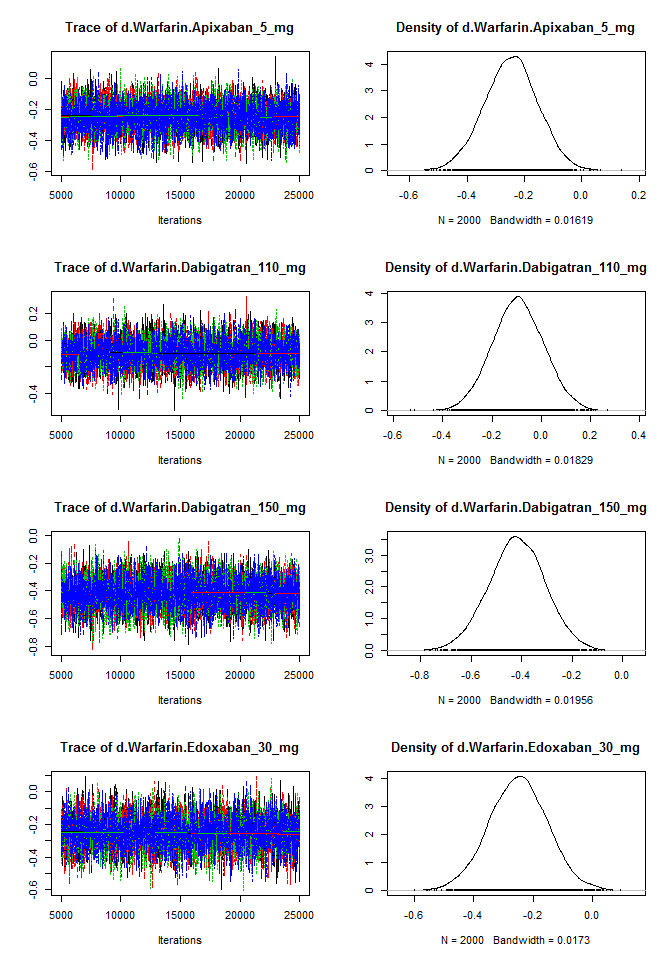 Trace of d.Warfarin.Apixaban_5_mg
0.0
-0.2
-0.4
-0.6
5000 10000 15000 20000 25000
Iterations
Density of d.Warfarin.Apixaban_5_mg
4
3
2
1
0
-0.6 -0.4 -0.2 0.0 0.2
N = 2000 Bandwidth = 0.01619
Trace of d.Warfarin.Dabigatran_110_mg
0.2
0.0
-0.4
5000 10000 15000 20000 25000
Iterations
Density of d.Warfarin.Dabigatran_110_mg
4
3
2
1
0
-0.6 -0.4 -0.2 0.0 0.2 0.4
N = 2000 Bandwidth = 0.01829
Trace of d.Warfarin.Dabigatran_150_mg
0.0
-0.2
-0.4
-0.6
-0.8
5000 10000 15000 20000 25000
Iterations
Density of d.Warfarin.Dabigatran_150_mg
3.0
2.0
1.0
0.0
-0.8 -0.6 -0.4 -0.2 0.0
N = 2000 Bandwidth = 0.01956
Trace of d.Warfarin.Edoxaban_30_mg
0.0
-0.2
-0.4
-0.6
5000 10000 15000 20000 25000
Iterations
Density of d.Warfarin.Edoxaban_30_mg
4
3
2
1
0
-0.6 -0.4 -0.2 0.0
N = 2000 Bandwidth = 0.0173